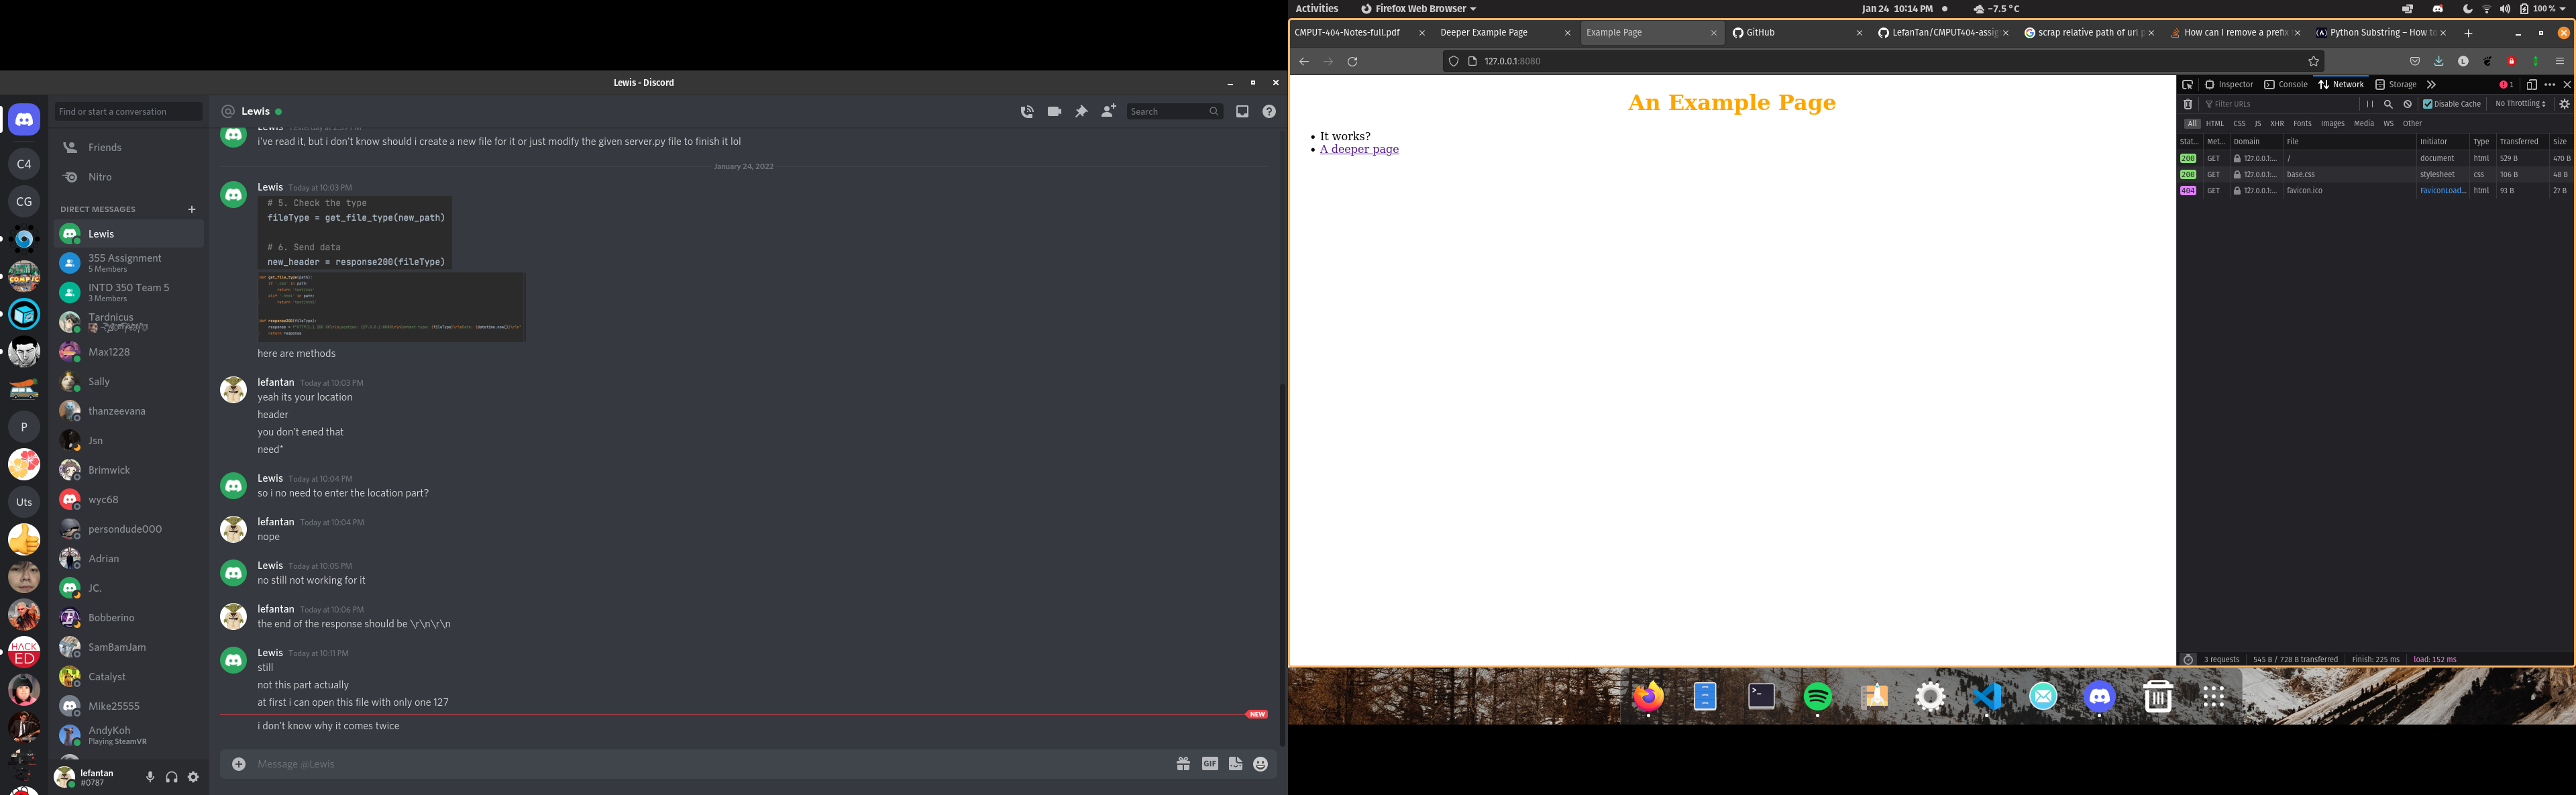 Lewis - Discord
Find or start a conversation
Friends
Nitro
DIRECT MESSAGES
Lewis
355 Assignment
5 Members
INTD 350 Team 5
3 Members
Tardnicus
Max1228
Sally
thanzeevana
Jsn
Brimwick
wyc68
persondude000
Adrian
JC.
Bobberino
SamBamJam
Catalyst
Mike25555
AndyKoh
Playing SteamVR
lefantan
#0787
C4
CG
P
Uts
HACK
ED
Lewis
Search
Lewis
i've read it, but i don't know should i create a new file for it or just modify the given server.py file to finish it lol
January 24, 2022
Lewis Today at 10:03 PM
# 5. Check the type
fileType = get_file_type(new_path)
# 6. Send data
new_header = response200(fileType)
def get_file_type(path):
return response
here are methods
lefantan Today at 10:03 PM
yeah its your location
header
you don't ened that
need*
Lewis Today at 10:04 PM
so i no need to enter the location part?
lefantan Today at 10:04 PM
nope
Lewis Today at 10:05 PM
no still not working for it
lefantan Today at 10:06 PM
the end of the response should be \r\n\r\n
Lewis Today at 10:11 PM
still
not this part actually
at first i can open this file with only one 127
NEW
i don't know why it comes twice
Message @Lewis
GIF
Activities
Firefox Web Browser
Jan 24 10:14 PM
-7.5 °C
100 %
CMPUT-404-Notes-full.pdf
Deeper Example Page
Example Page
GitHub
LefanTan/CMPUT404-assig
scrap relative path of url p
How can I remove a prefix
Python Substring – How to
127.0.0.1:8080
An Example Page
It works?
A deeper page
Inspector
Console
Network
Storage
1
Filter URLs
Disable Cache
No Throttling
All HTML CSS JS XHR Fonts Images Media WS Other
Stat... Met... Domain File Initiator Type Transferred Size
200 GET 127.0.0.1:... / document html 529 B 470 B
200 GET 127.0.0.1:... base.css stylesheet css 106 B 48 B
404 GET 127.0.0.1:... favicon.ico FaviconLoad... html 93 B 27 B
3 requests
545 B / 728 B transferred
Finish: 225 ms
load: 152 ms